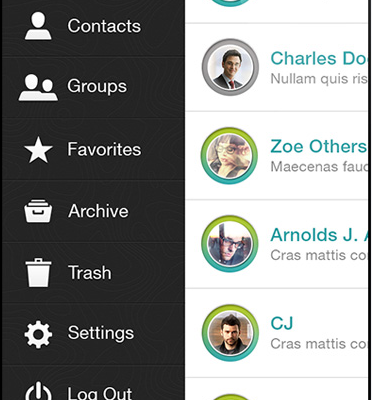 Contacts
Groups
Favorites
Archive
Trash
Settings
Log Out
Charles Do
Nullam quis ris
Zoe Others
Maecenas fauc
Arnolds J. A
Cras mattis co
CJ
Cras mattis co